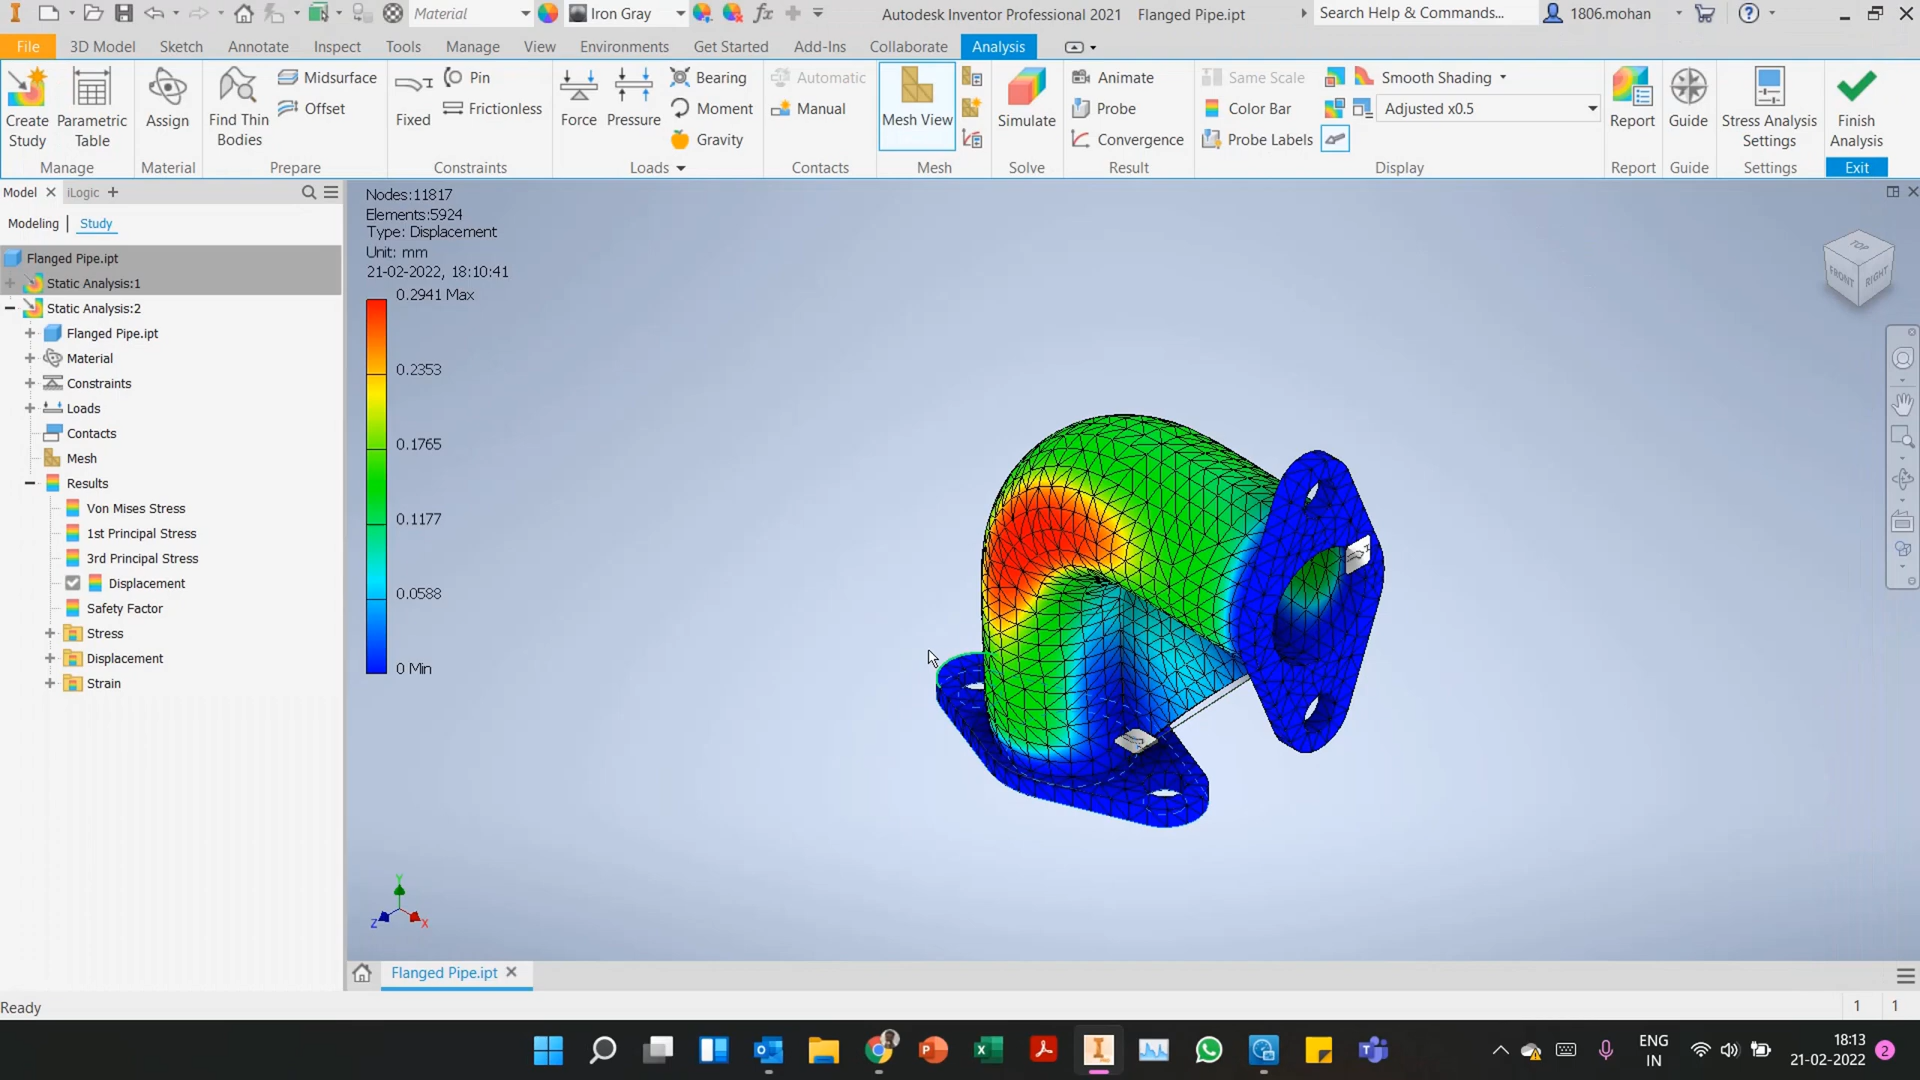 Material
Iron Gray
fx
Autodesk Inventor Professional 2021 Flanged Pipe.ipt
Search Help & Commands...
1806.mohan
File 3D Model Sketch Annotate Inspect Tools Manage View Environments Get Started Add-Ins Collaborate Analysis
Create Study
Parametric Table
Manage
Assign
Material
Find Thin Bodies
Midsurface
Offset
Prepare
Fixed
Pin
Frictionless
Constraints
Force
Pressure
Bearing
Moment
Gravity
Loads
Automatic
Manual
Contacts
Mesh View
Mesh
Simulate
Solve
Animate
Probe
Convergence
Result
Same Scale
Color Bar
Probe Labels
Smooth Shading
Adjusted x0.5
Display
Report
Report
Guide
Guide
Stress Analysis Settings
Settings
Finish Analysis
Exit
Model iLogic
Modeling Study
Flanged Pipe.ipt
Static Analysis:1
Static Analysis:2
Flanged Pipe.ipt
Material
Constraints
Loads
Contacts
Mesh
Results
Von Mises Stress
1st Principal Stress
3rd Principal Stress
Displacement
Safety Factor
Stress
Displacement
Strain
Nodes:11817
Elements:5924
Type: Displacement
Unit: mm
21-02-2022, 18:10:41
0.2941 Max
0.2353
0.1765
0.1177
0.0588
0 Min
TOP
FRONT
RIGHT
Y
Z
X
Flanged Pipe.ipt
Ready
1 1
ENG
IN
18:13
21-02-2022
2